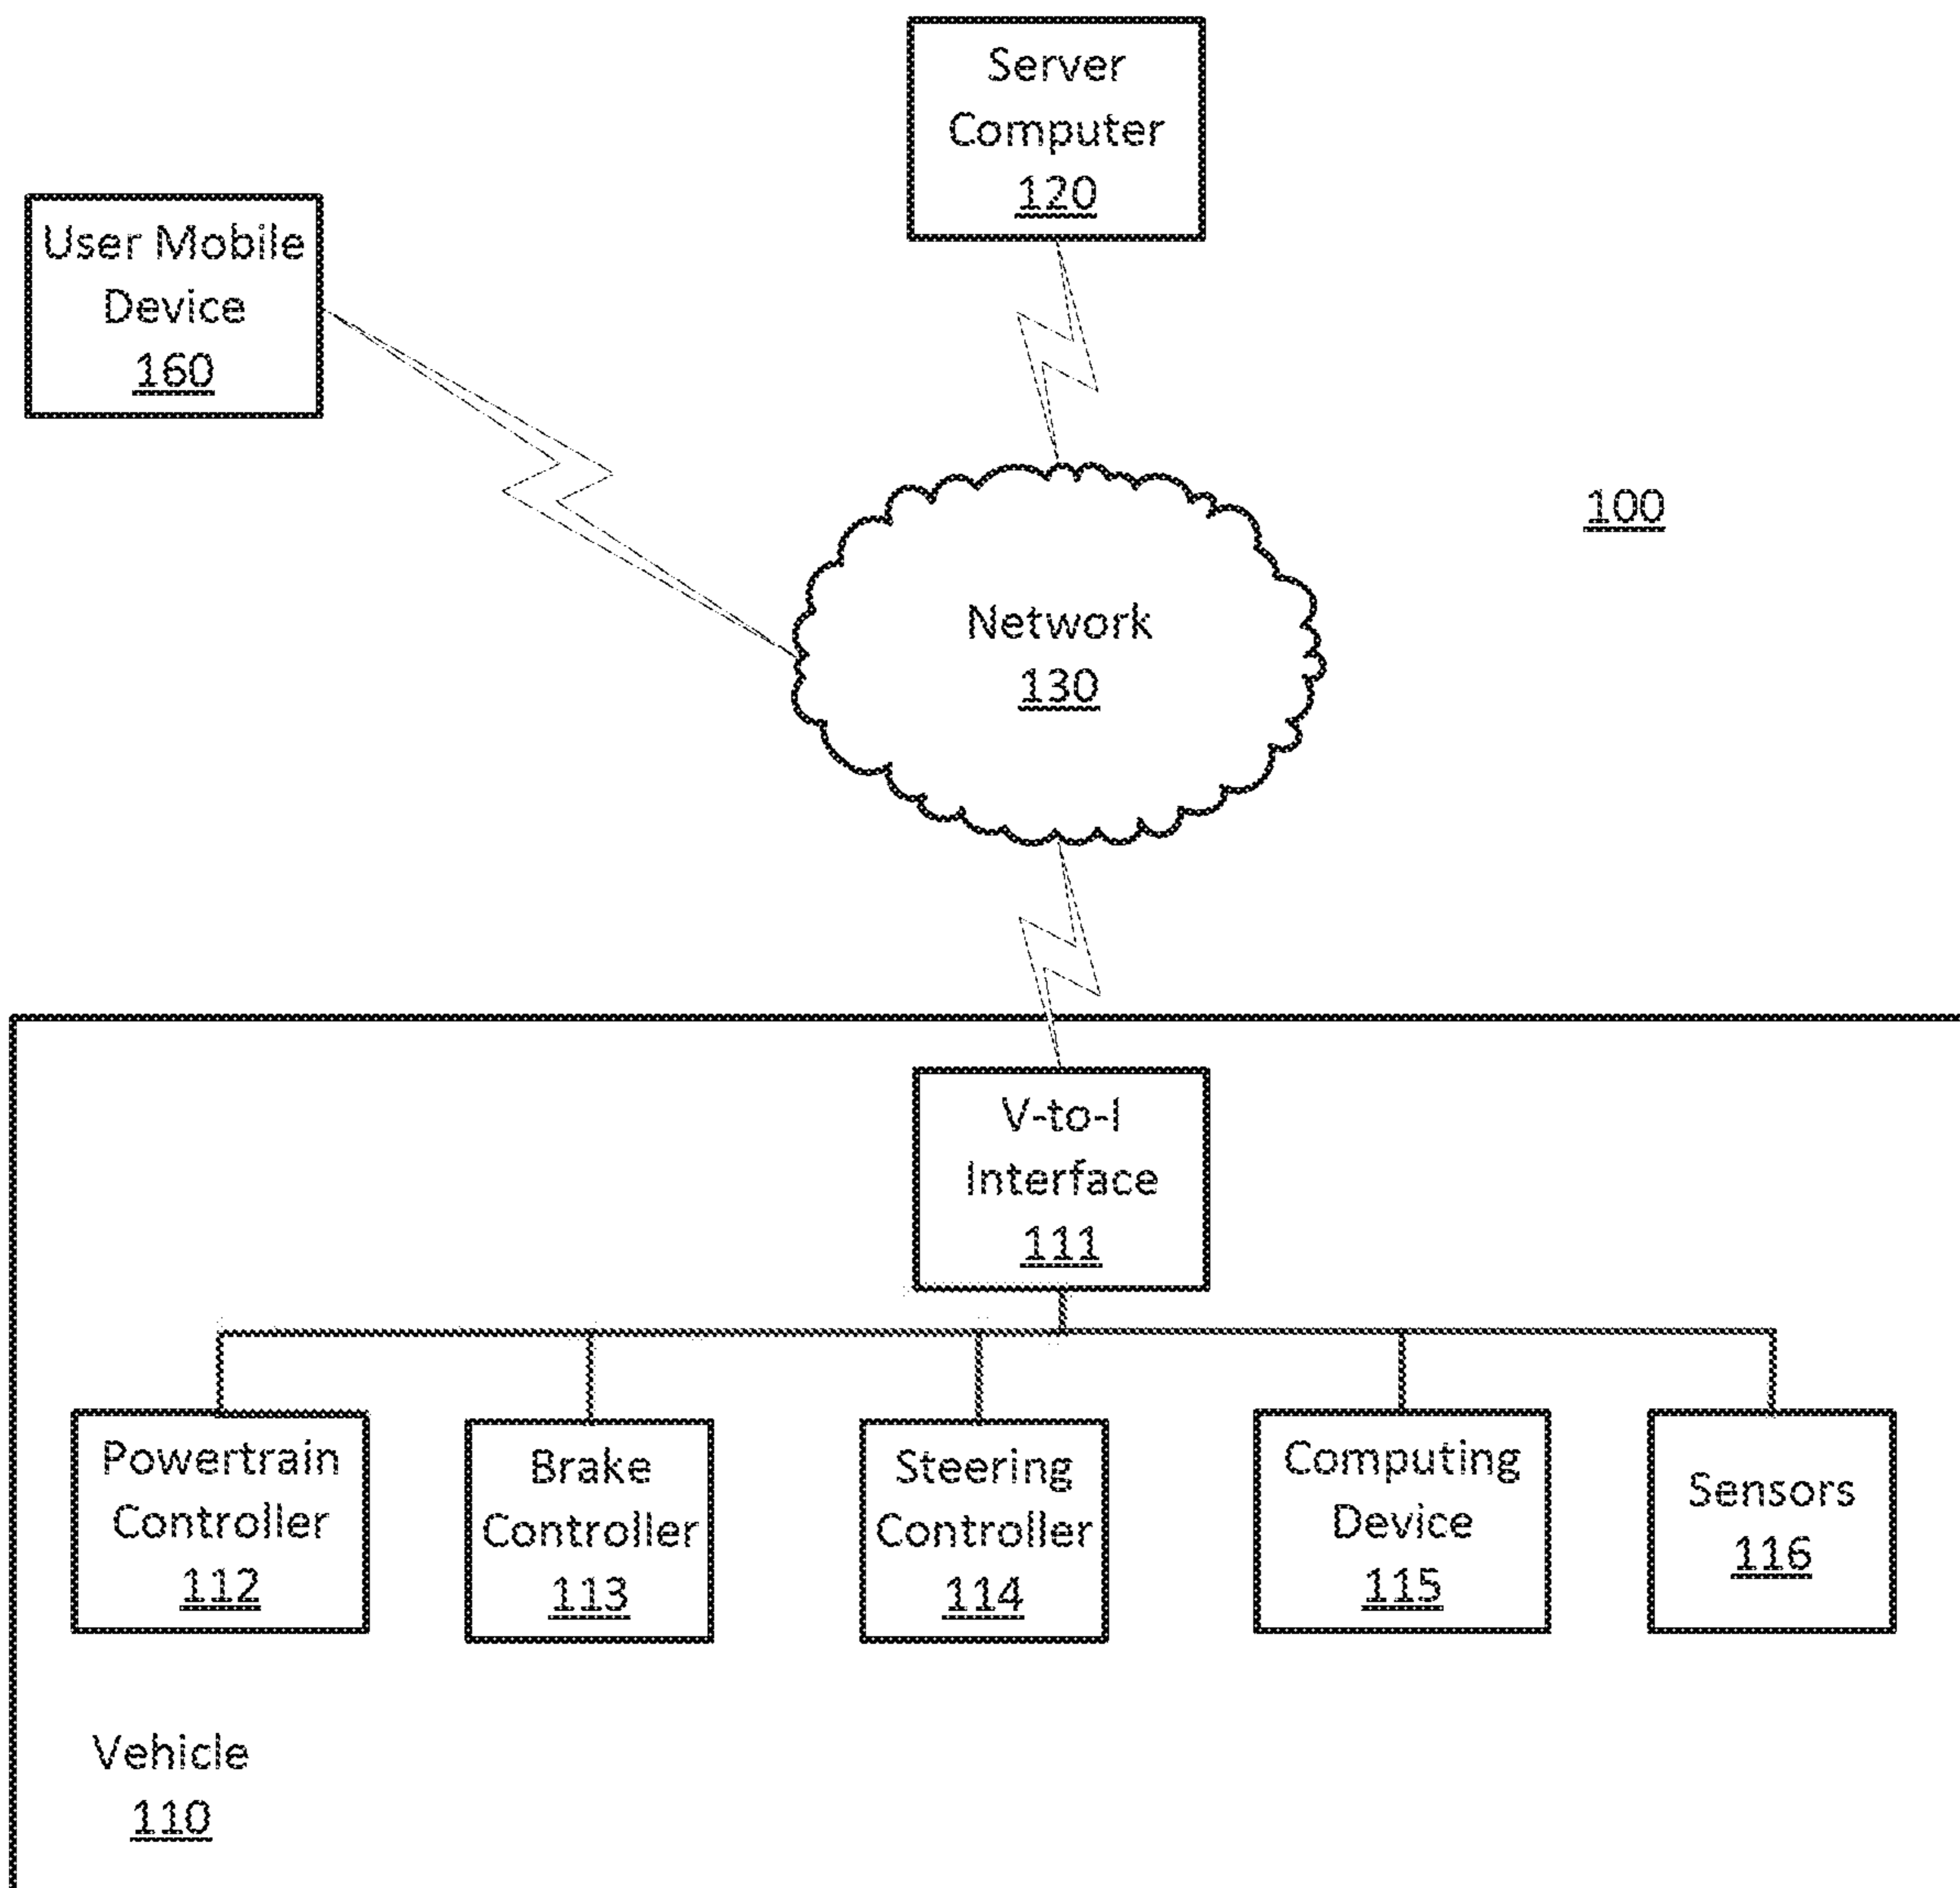 Server
Computer
120
User Mobile
Device
160
100
Network
130
V-to-I
Interface
111
Powertrain
Controller
112
Brake
Controller
113
Steering
Controller
114
Computing
Device
115
Sensors
116
Vehicle
110